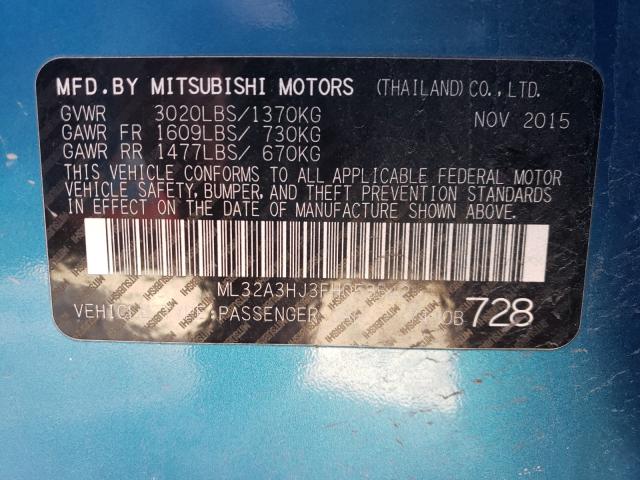 MFD.BY MITSUBISHI MOTORS (THAILAND)CO.,LTD.
GVWR 3020LBS/1370KG NOV 2015
GAWR FR 1609LBS/ 730KG
GAWR RR 1477LBS/ 670KG
THIS VEHICLE CONFORMS TO ALL APPLICABLE FEDERAL MOTOR
VEHICLE SAFETY, BUMPER, AND THEFT PREVENTION STANDARDS
IN EFFECT ON THE DATE OF MANUFACTURE SHOWN ABOVE.
VEHICLE :PASSENGER 728